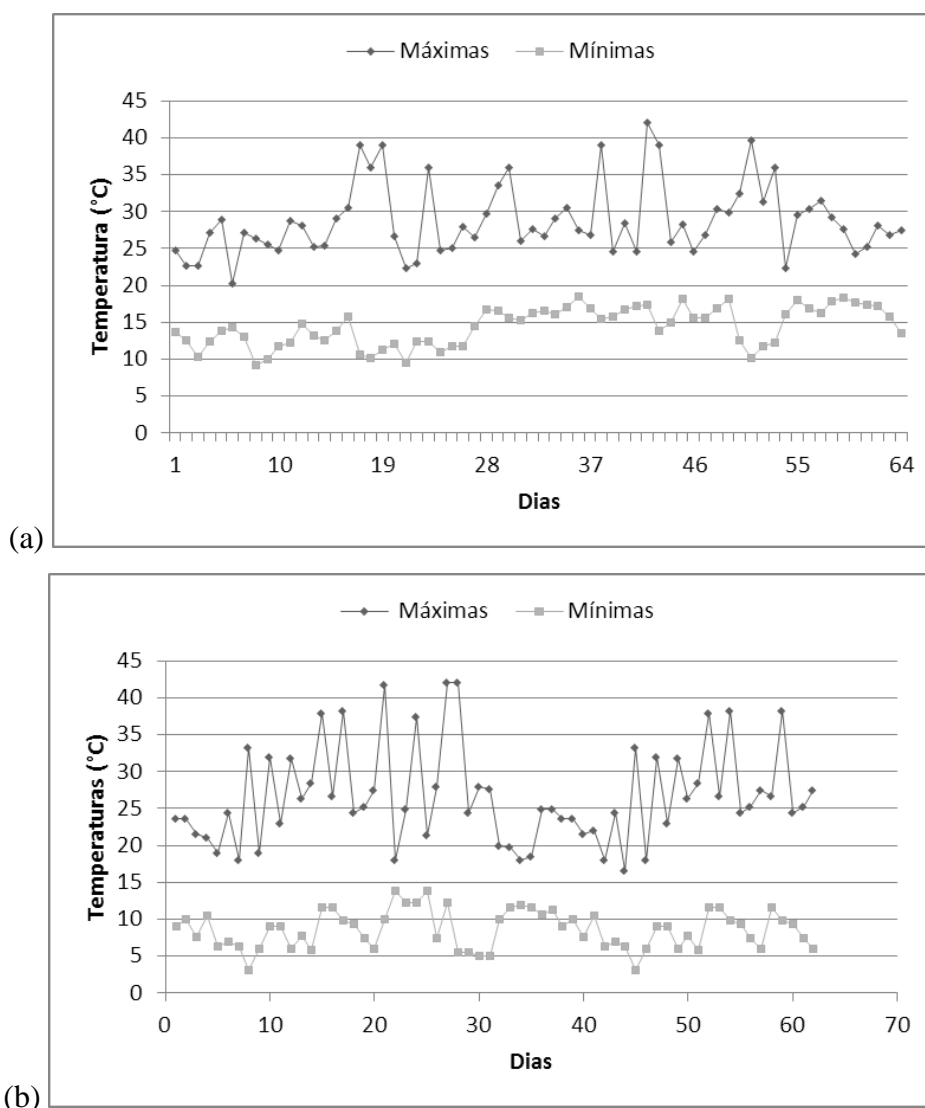 Máximas Mínimas
45
40
35
30
25
20
15
10
5
0
Temperatura (°C)
1 10 19 28 37 46 55 64
Dias
(a)
Máximas Mínimas
45
40
35
30
25
20
15
10
5
0
Temperaturas (°C)
0 10 20 30 40 50 60 70
Dias
(b)